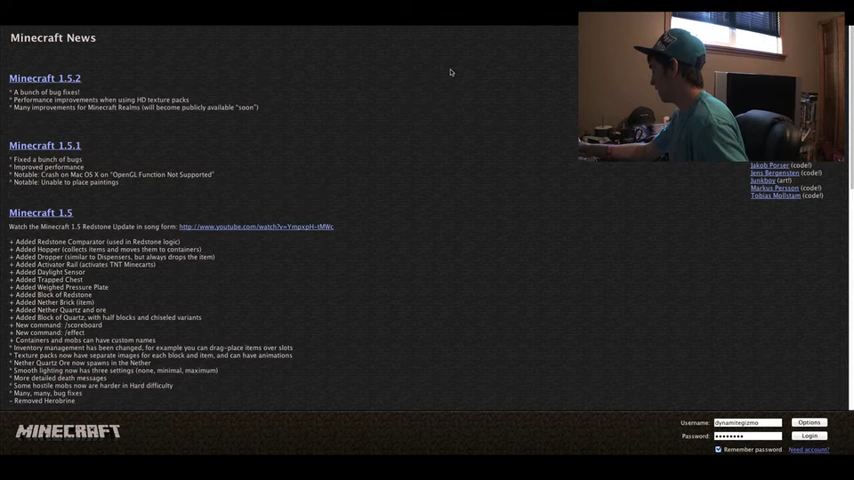 Minecraft News
Minecraft 1.5.2
* A bunch of bug fixes!
* Performance improvements when using HD texture packs
* Many improvements for Minecraft Realms (will become publicly available "soon")
Minecraft 1.5.1
* Fixed a bunch of bugs
* Improved performance
* Notable: Crash on Mac OS X on "OpenGL Function Not Supported"
* Notable: Unable to place paintings
Minecraft 1.5
Watch the Minecraft 1.5 Redstone Update in song form: http://www.youtube.com/watch?v=YmpxpH-tMWc
+ Added Redstone Comparator (used in Redstone logic)
+ Added Hopper (collects items and moves them to containers)
+ Added Dropper (similar to Dispensers, but always drops the item)
+ Added Activator Rail (activates TNT Minecarts)
+ Added Daylight Sensor
+ Added Trapped Chest
+ Added Weighed Pressure Plate
+ Added Block of Redstone
+ Added Nether Brick (item)
+ Added Nether Quartz and ore
+ Added Block of Quartz, with half blocks and chiseled variants
+ New command: /scoreboard
+ New command: /effect
+ Containers and mobs can have custom names
* Inventory management has been changed, for example you can drag-place items over slots
* Texture packs now have separate images for each block and item, and can have animations
* Nether Quartz Ore now spawns in the Nether
* Smooth lighting now has three settings (none, minimal, maximum)
* More detailed death messages
* Some hostile mobs now are harder in Hard difficulty
* Many, many, bug fixes
- Removed Herobrine
Jakob Porser (code!)
Jens Bergensten (code!)
Junkboy (art!)
Markus Persson (code!)
Tobias Mollstam (code!)
MINECRAFT
Username: dynamitegizmo Options
Password: •••••••• Login
Remember password Need account?